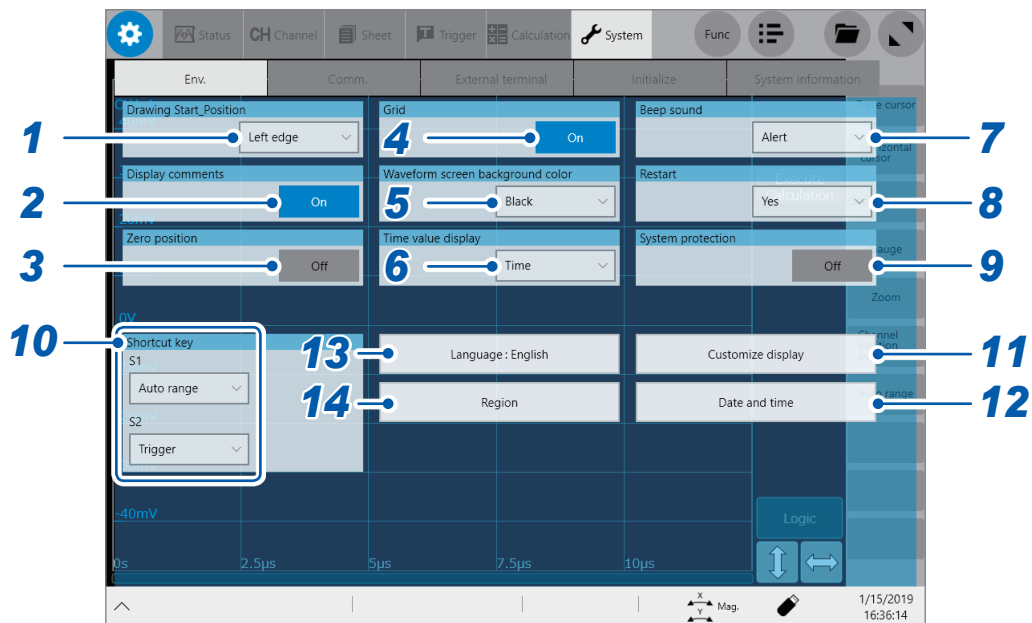 Status CH Channel Sheet Trigger Calculation System Func
Env. Comm. External terminal Initialize System information
Drawing Start_Position Grid Beep sound
1 Left edge 4 On Alert 7
Display comments Waveform screen background color Restart
2 On 5 Black Yes 8
Zero position Time value display System protection
3 Off 6 Time Off 9
Zoom
0V
10 Shortcut key
S1
13 Language : English Customize display 11
Auto range
14 Region Date and time 12
S2
Trigger
-40mV
Logic
0s 2.5µs 5µs 7.5µs 10µs
X Y Mag. 1/15/2019
16:36:14